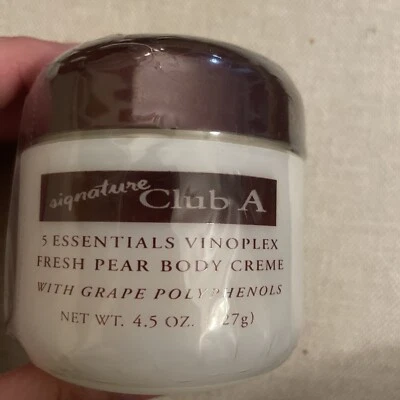 signature Club A
5 ESSENTIALS VINOPLEX
FRESH PEAR BODY CREME
WITH GRAPE POLYPHENOLS
NET WT. 4.5 OZ. 27g)